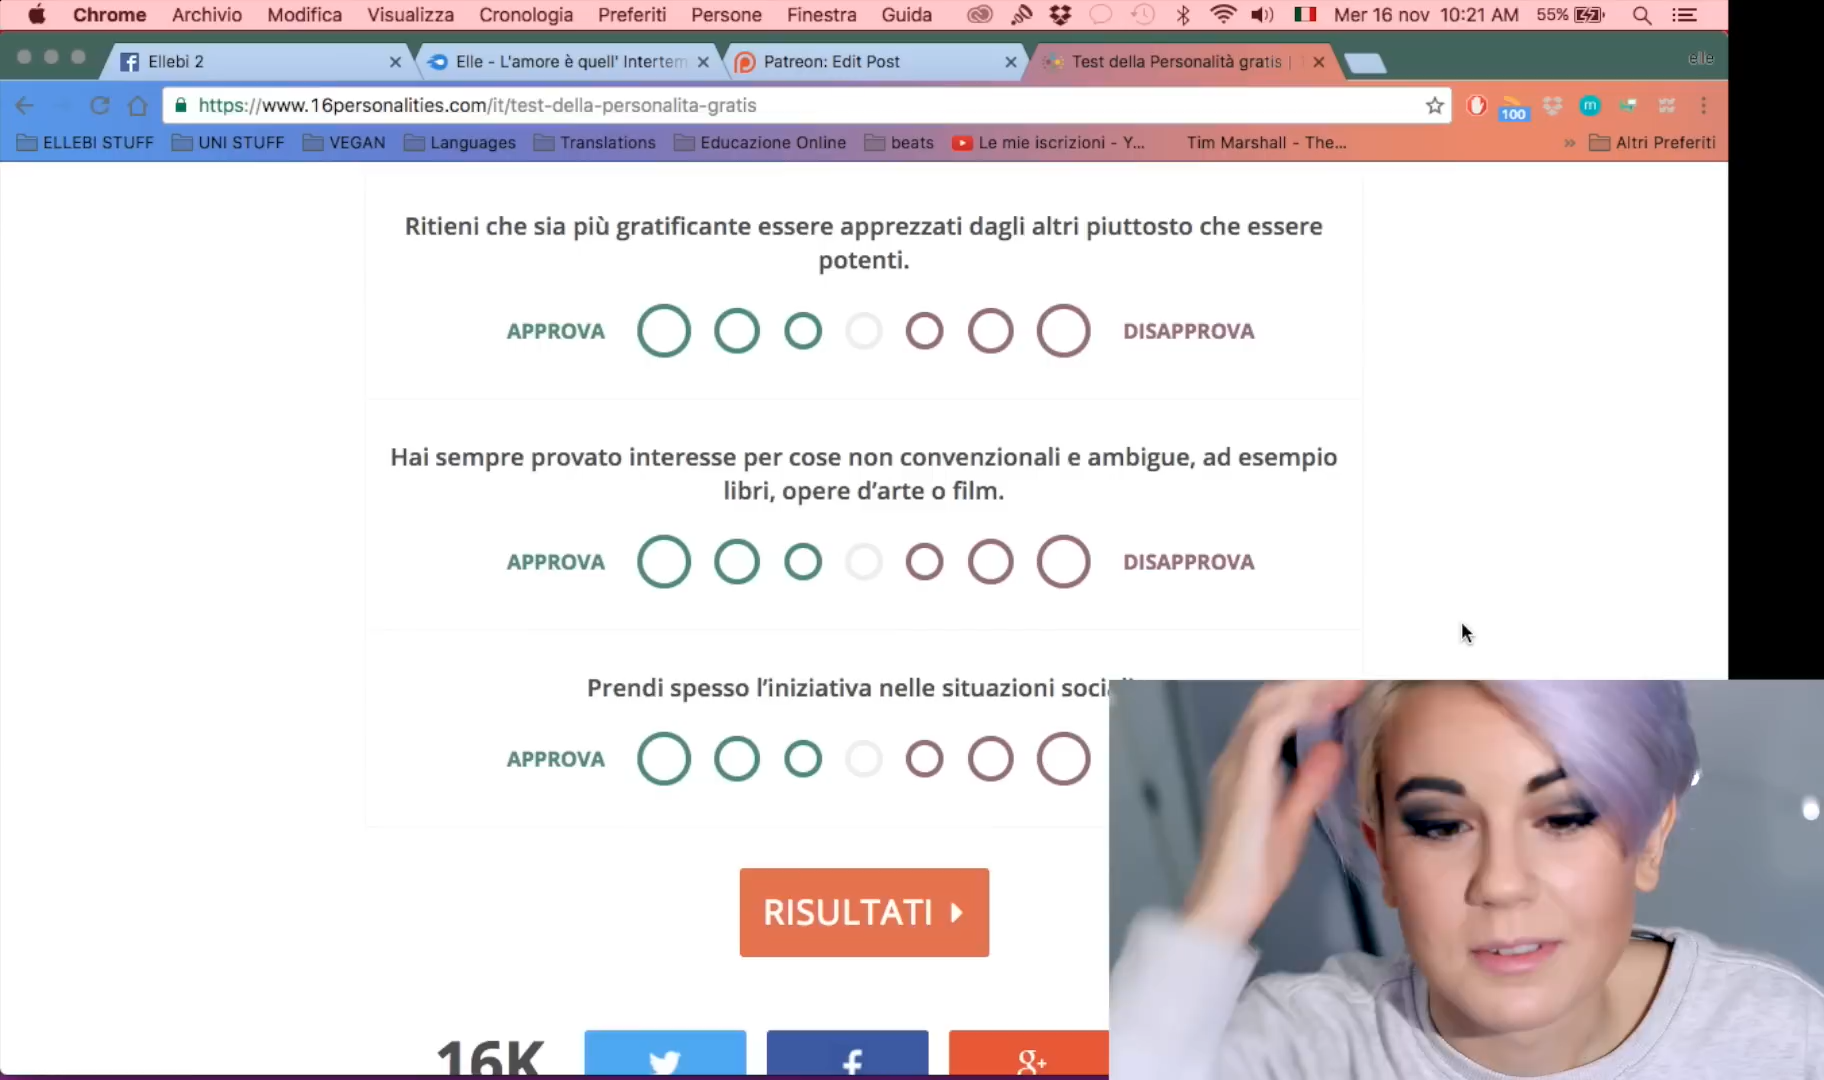 Chrome Archivio Modifica Visualizza Cronologia Preferiti Persone Finestra Guida Mer 16 nov 10:21 AM 55%
Ellebi 2 Elle - L'amore è quell' Intertem Patreon: Edit Post Test della Personalità gratis | elle
https://www.16personalities.com/it/test-della-personalita-gratis 100 m
ELLEBI STUFF UNI STUFF VEGAN Languages Translations Educazione Online beats Le mie iscrizioni - Y... Tim Marshall - The... » Altri Preferiti
Ritieni che sia più gratificante essere apprezzati dagli altri piuttosto che essere
potenti.
APPROVA DISAPPROVA
Hai sempre provato interesse per cose non convenzionali e ambigue, ad esempio
libri, opere d’arte o film.
APPROVA DISAPPROVA
Prendi spesso l’iniziativa nelle situazioni
APPROVA
RISULTATI
16K f g+